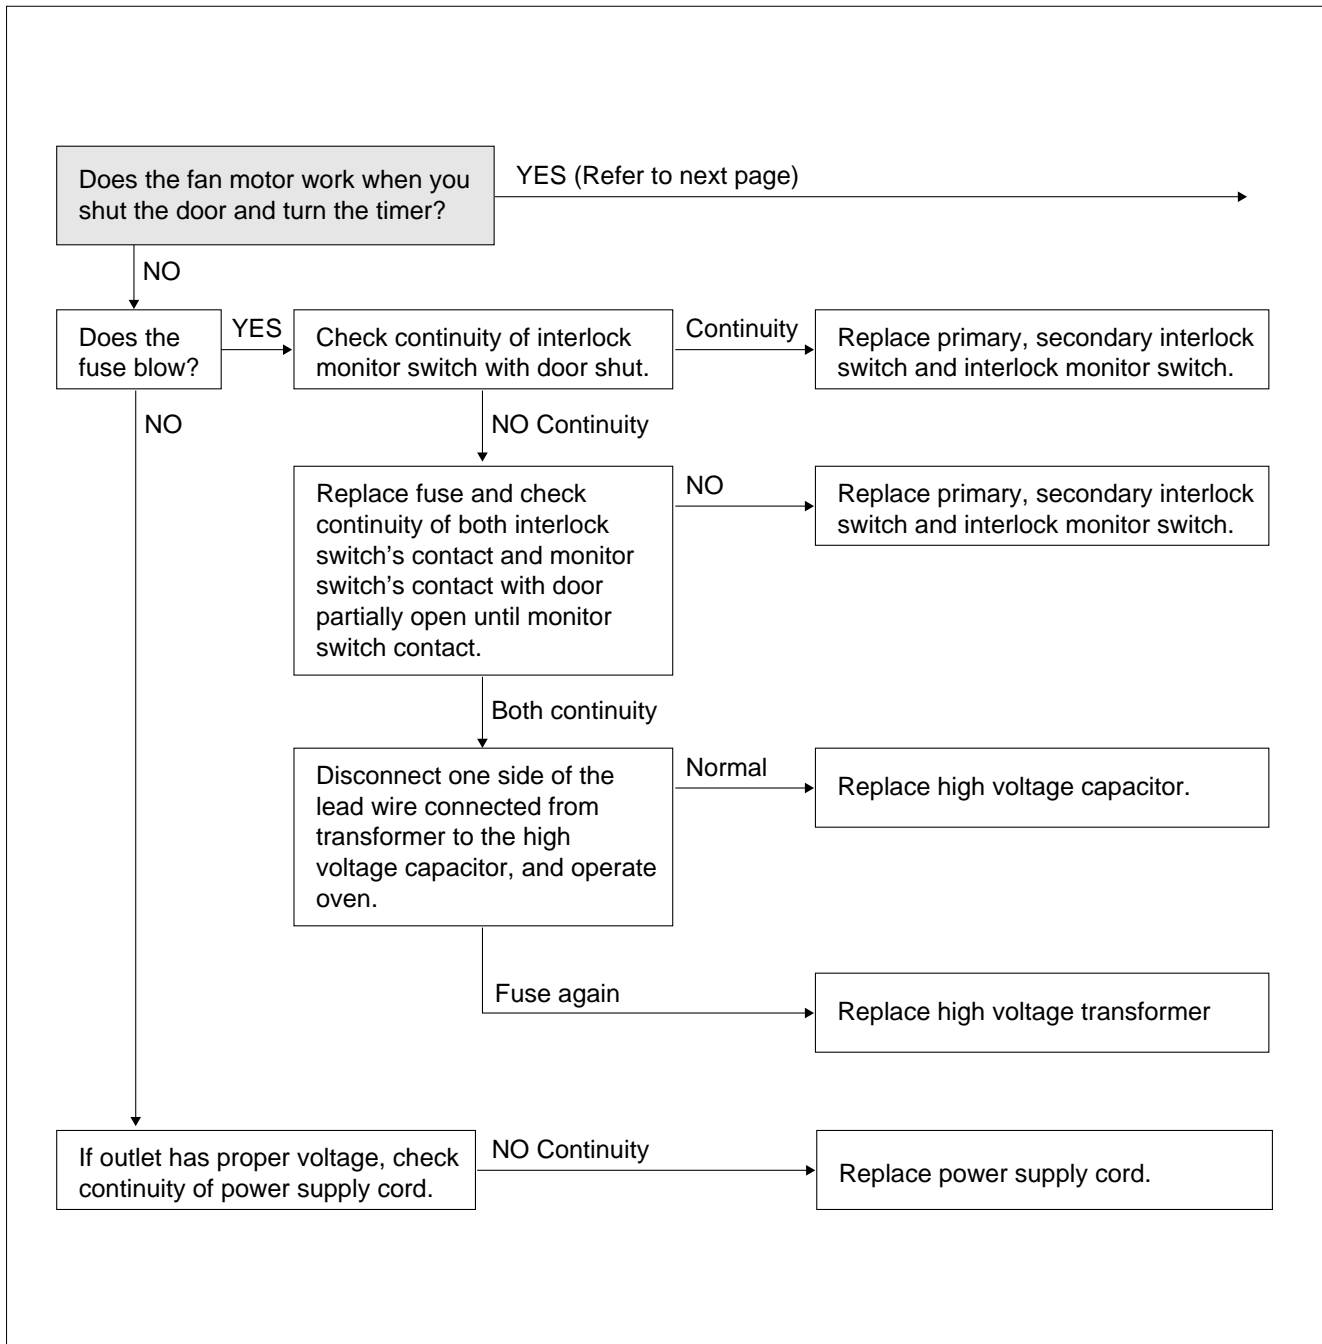 Does the fan motor work when you
shut the door and turn the timer?
YES (Refer to next page)
NO
Does the
fuse blow?
YES
Check continuity of interlock
monitor switch with door shut.
Continuity
Replace primary, secondary interlock
switch and interlock monitor switch.
NO
NO Continuity
Replace fuse and check
continuity of both interlock
switch’s contact and monitor
switch’s contact with door
partially open until monitor
switch contact.
NO
Replace primary, secondary interlock
switch and interlock monitor switch.
Both continuity
Disconnect one side of the
lead wire connected from
transformer to the high
voltage capacitor, and operate
oven.
Normal
Replace high voltage capacitor.
Fuse again
Replace high voltage transformer
If outlet has proper voltage, check
continuity of power supply cord.
NO Continuity
Replace power supply cord.